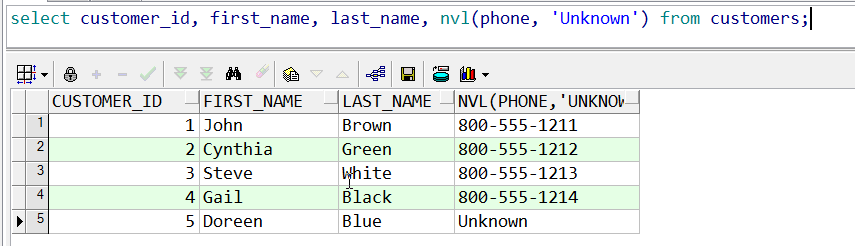 select customer_id, first_name, last_name, nvl(phone, 'Unknown') from customers;
CUSTOMER_ID FIRST_NAME LAST_NAME NVL(PHONE,'UNKNOW
1 1 John Brown 800-555-1211
2 2 Cynthia Green 800-555-1212
3 3 Steve White 800-555-1213
4 4 Gail Black 800-555-1214
5 5 Doreen Blue Unknown